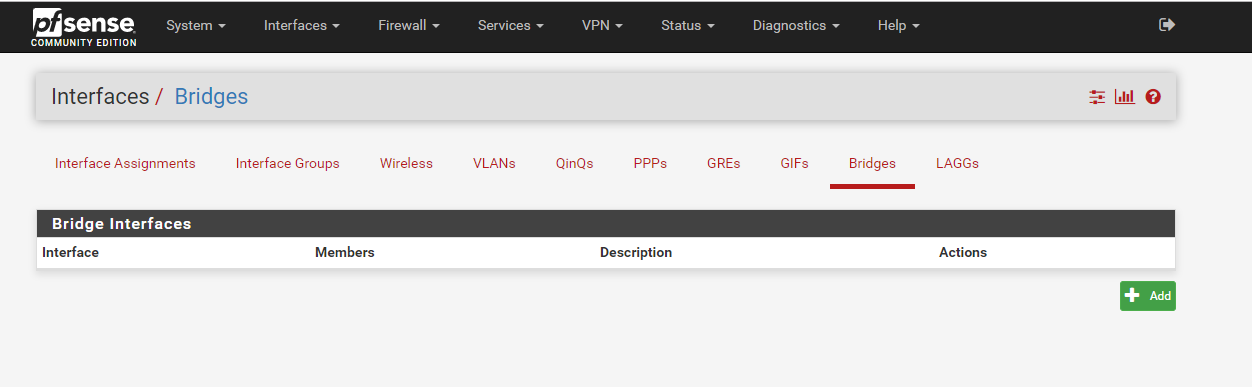 pfsense System Interfaces Firewall Services VPN Status Diagnostics Help
COMMUNITY EDITION
Interfaces / Bridges
Interface Assignments Interface Groups Wireless VLANs QinQs PPPs GREs GIFs Bridges LAGGs
Bridge Interfaces
Interface Members Description Actions
Add